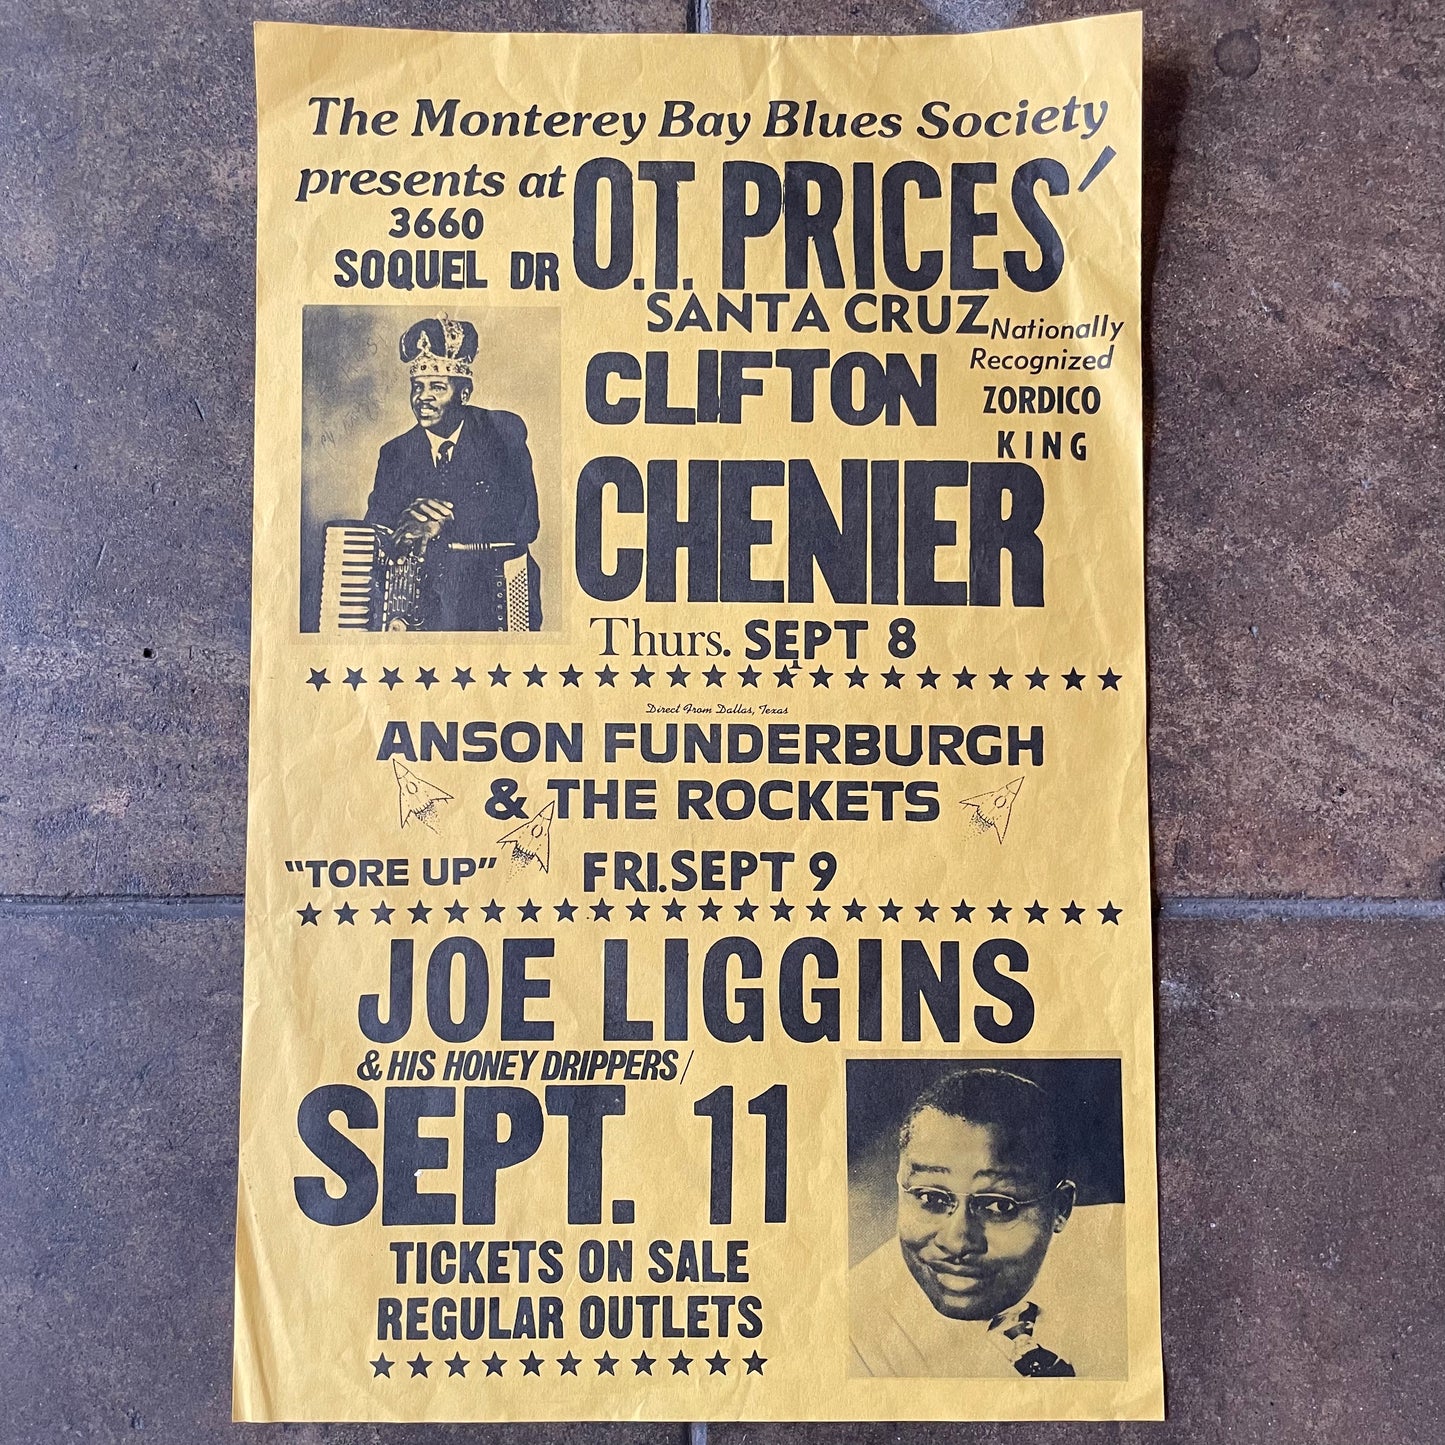 The Monterey Bay Blues Society
presents at O.T. PRICES'
3660
SOQUEL DR
SANTA CRUZ
Nationally
Recognized
ZORDICO
KING
CLIFTON
CHENIER
Thurs. SEPT 8
Direct From Dallas, Texas
ANSON FUNDERBURGH
& THE ROCKETS
"TORE UP" FRI.SEPT 9
JOE LIGGINS
& HIS HONEY DRIPPERS/
SEPT. 11
TICKETS ON SALE
REGULAR OUTLETS